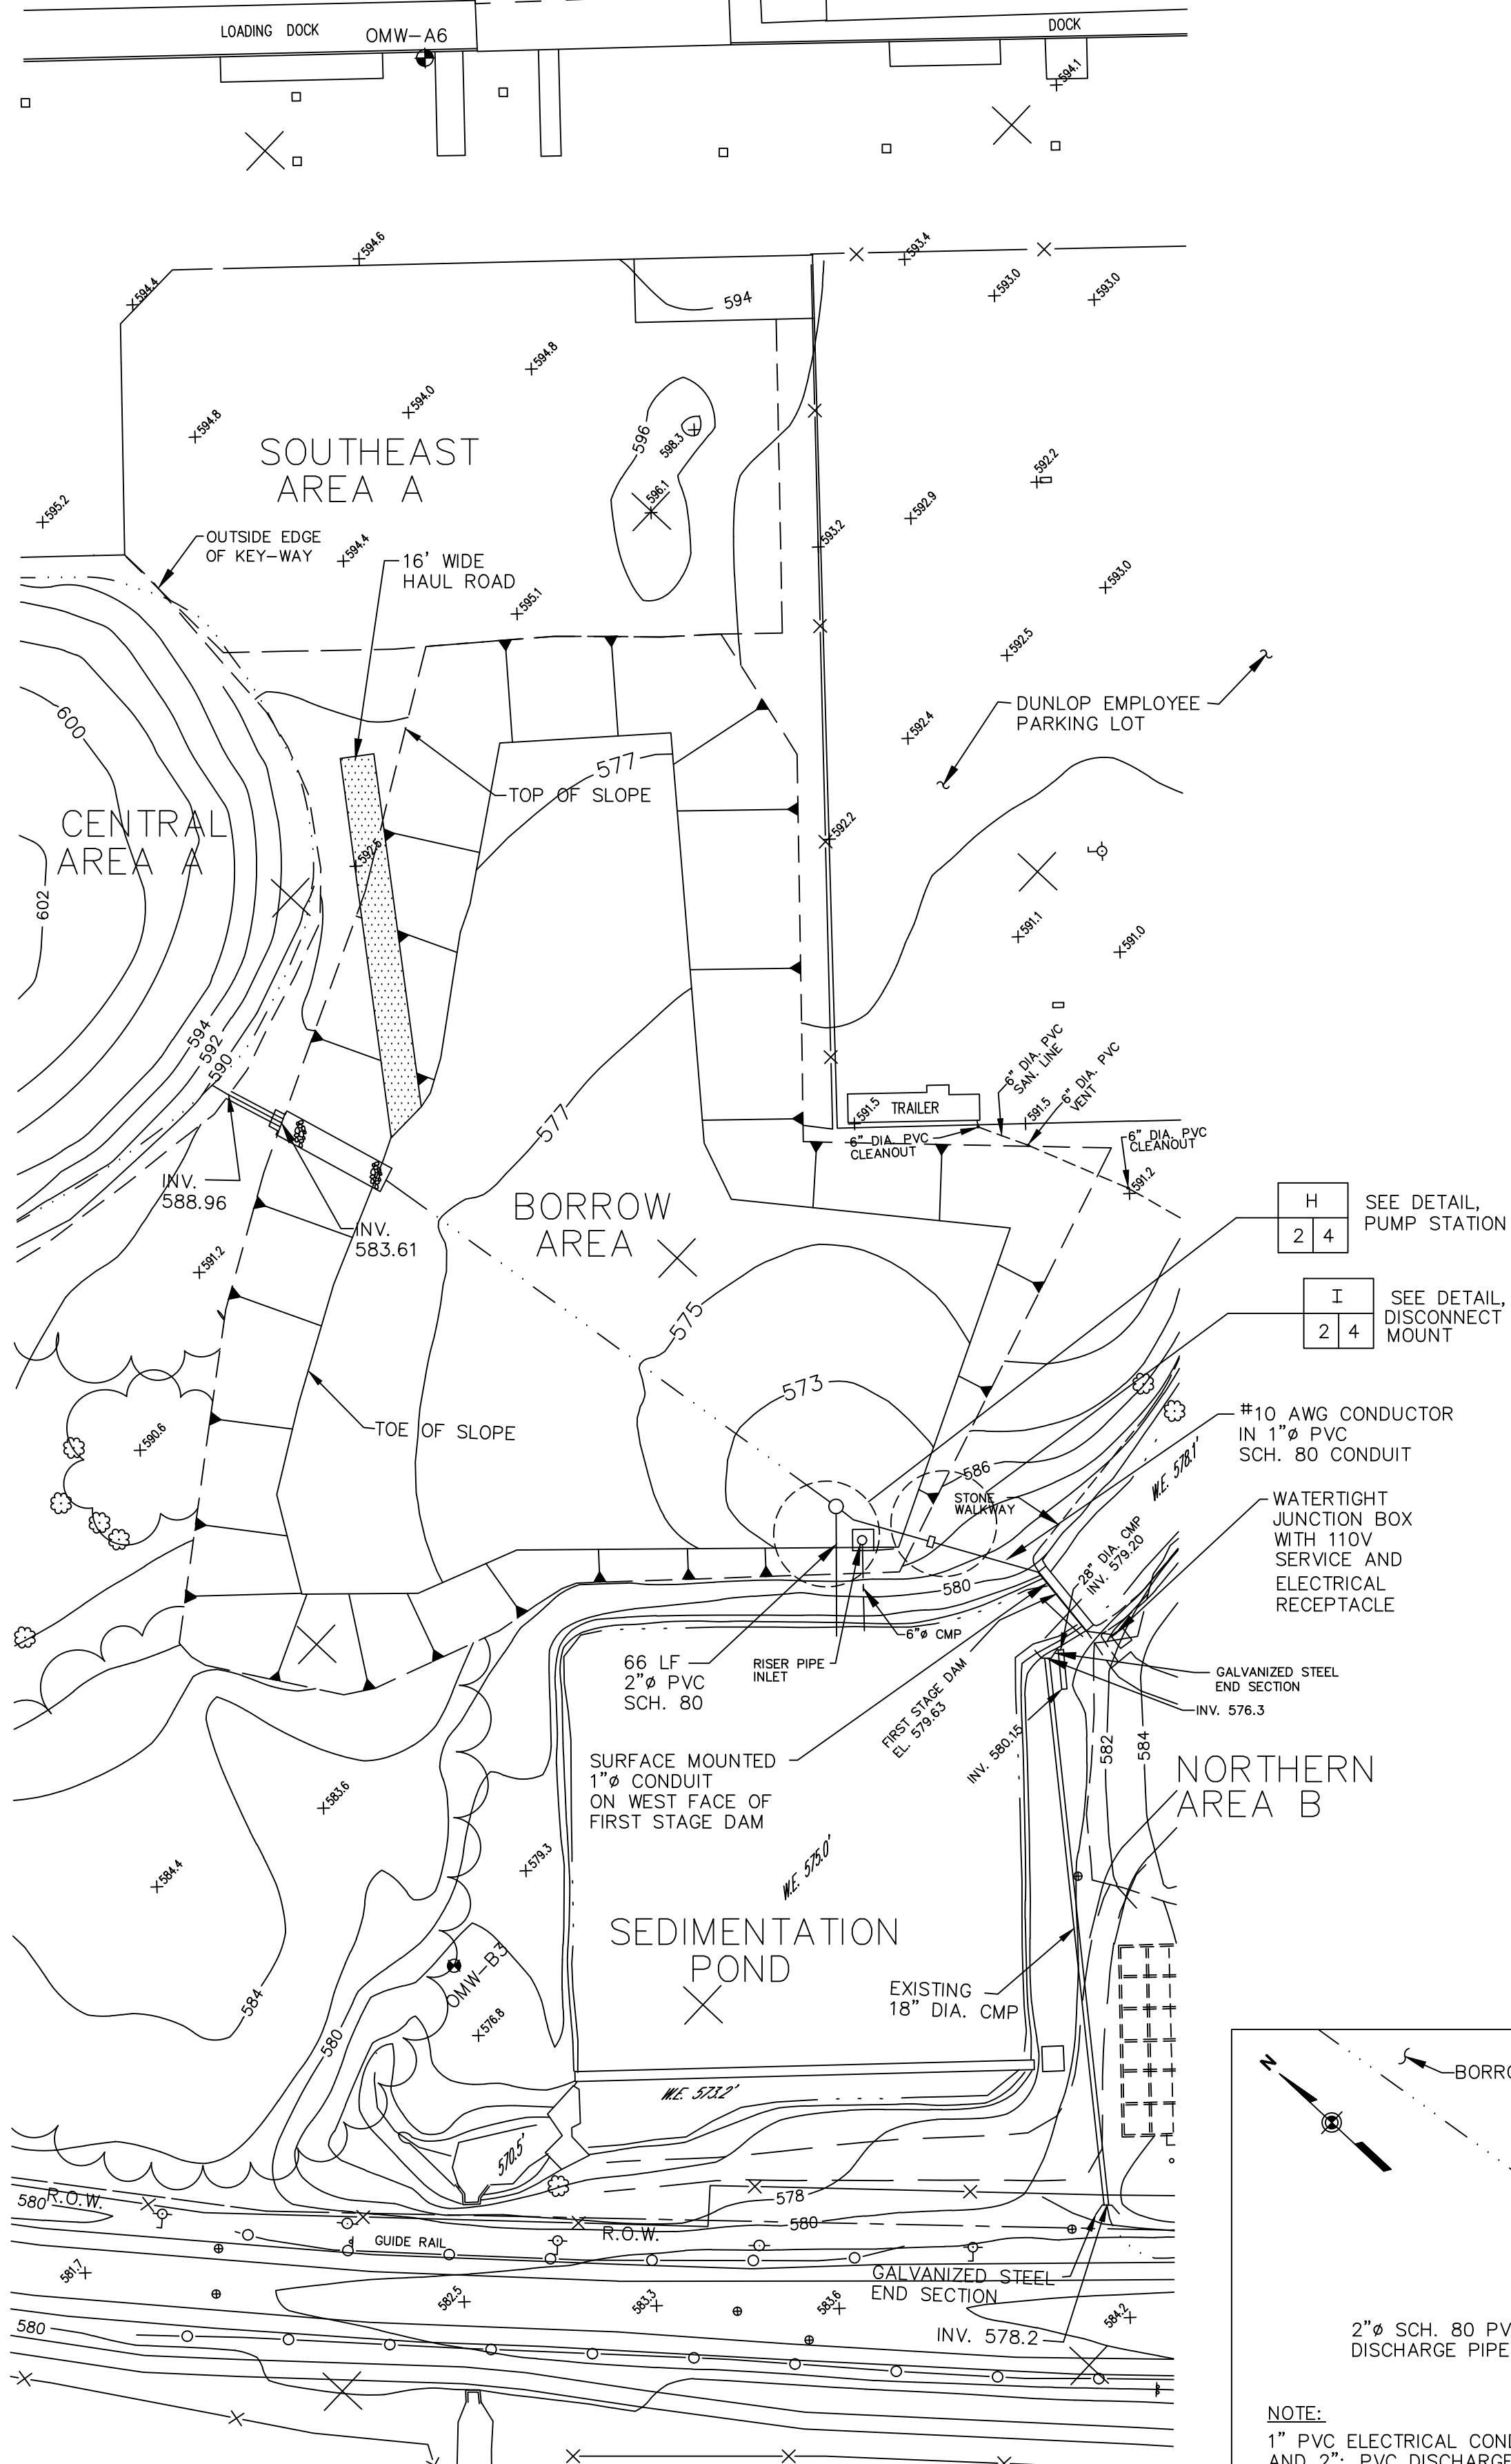 LOADING DOCK
OMW-A6
DOCK
594.1
594.6
593.4
593.0
593.0
594.4
594
594.8
594.0
594.8
596
598.3
596.1
SOUTHEAST
AREA A
592.2
592.9
593.2
595.2
OUTSIDE EDGE
OF KEY-WAY
594.4
16' WIDE
HAUL ROAD
595.1
593.0
592.5
DUNLOP EMPLOYEE
PARKING LOT
592.4
600
577
TOP OF SLOPE
CENTRAL
AREA A
592.5
592.2
602
591.1
591.0
594
592
590
577
6" DIA. PVC
SAN. LINE
6" DIA. PVC
VENT
TRAILER
591.5
591.5
6" DIA. PVC
CLEANOUT
6" DIA. PVC
CLEANOUT
591.2
INV.
588.96
INV.
583.61
BORROW
AREA
H
2 4
SEE DETAIL,
PUMP STATION
591.2
I
2 4
SEE DETAIL,
DISCONNECT
MOUNT
575
573
TOE OF SLOPE
590.6
#10 AWG CONDUCTOR
IN 1"ø PVC
SCH. 80 CONDUIT
W.E. 578.1'
586
STONE
WALKWAY
WATERTIGHT
JUNCTION BOX
WITH 110V
SERVICE AND
ELECTRICAL
RECEPTACLE
28" DIA. CMP
INV. 579.20
580
6"ø CMP
66 LF
2"ø PVC
SCH. 80
RISER PIPE
INLET
FIRST STAGE DAM
EL. 579.63
GALVANIZED STEEL
END SECTION
INV. 576.3
INV. 580.15
582
584
SURFACE MOUNTED
1"ø CONDUIT
ON WEST FACE OF
FIRST STAGE DAM
NORTHERN
AREA B
583.6
579.3
584.4
W.E. 575.0'
SEDIMENTATION
POND
OMW-B3
576.8
584
580
EXISTING
18" DIA. CMP
N
BORRO
W.E. 573.2'
570.5'
578
580
580
R.O.W.
R.O.W.
GUIDE RAIL
581.7
582.5
583.3
583.6
584.2
GALVANIZED STEEL
END SECTION
580
INV. 578.2
2"ø SCH. 80 PV
DISCHARGE PIPE
NOTE:
1" PVC ELECTRICAL COND
AND 2": PVC DISCHARGE